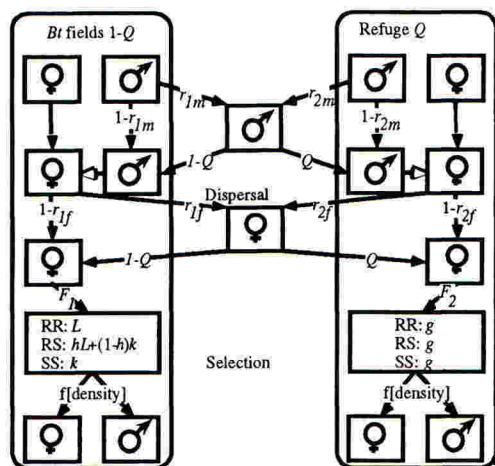 Bt fields 1-Q
Refuge Q
r1m
r2m
1-r1m
1-r2m
1-Q
Q
Dispersal
1-r1f
r1f
r2f
1-r2f
1-Q
Q
F1
F2
RR: L
RS: hL+(1-h)k
SS: k
RR: g
RS: g
SS: g
Selection
f[density]
f[density]